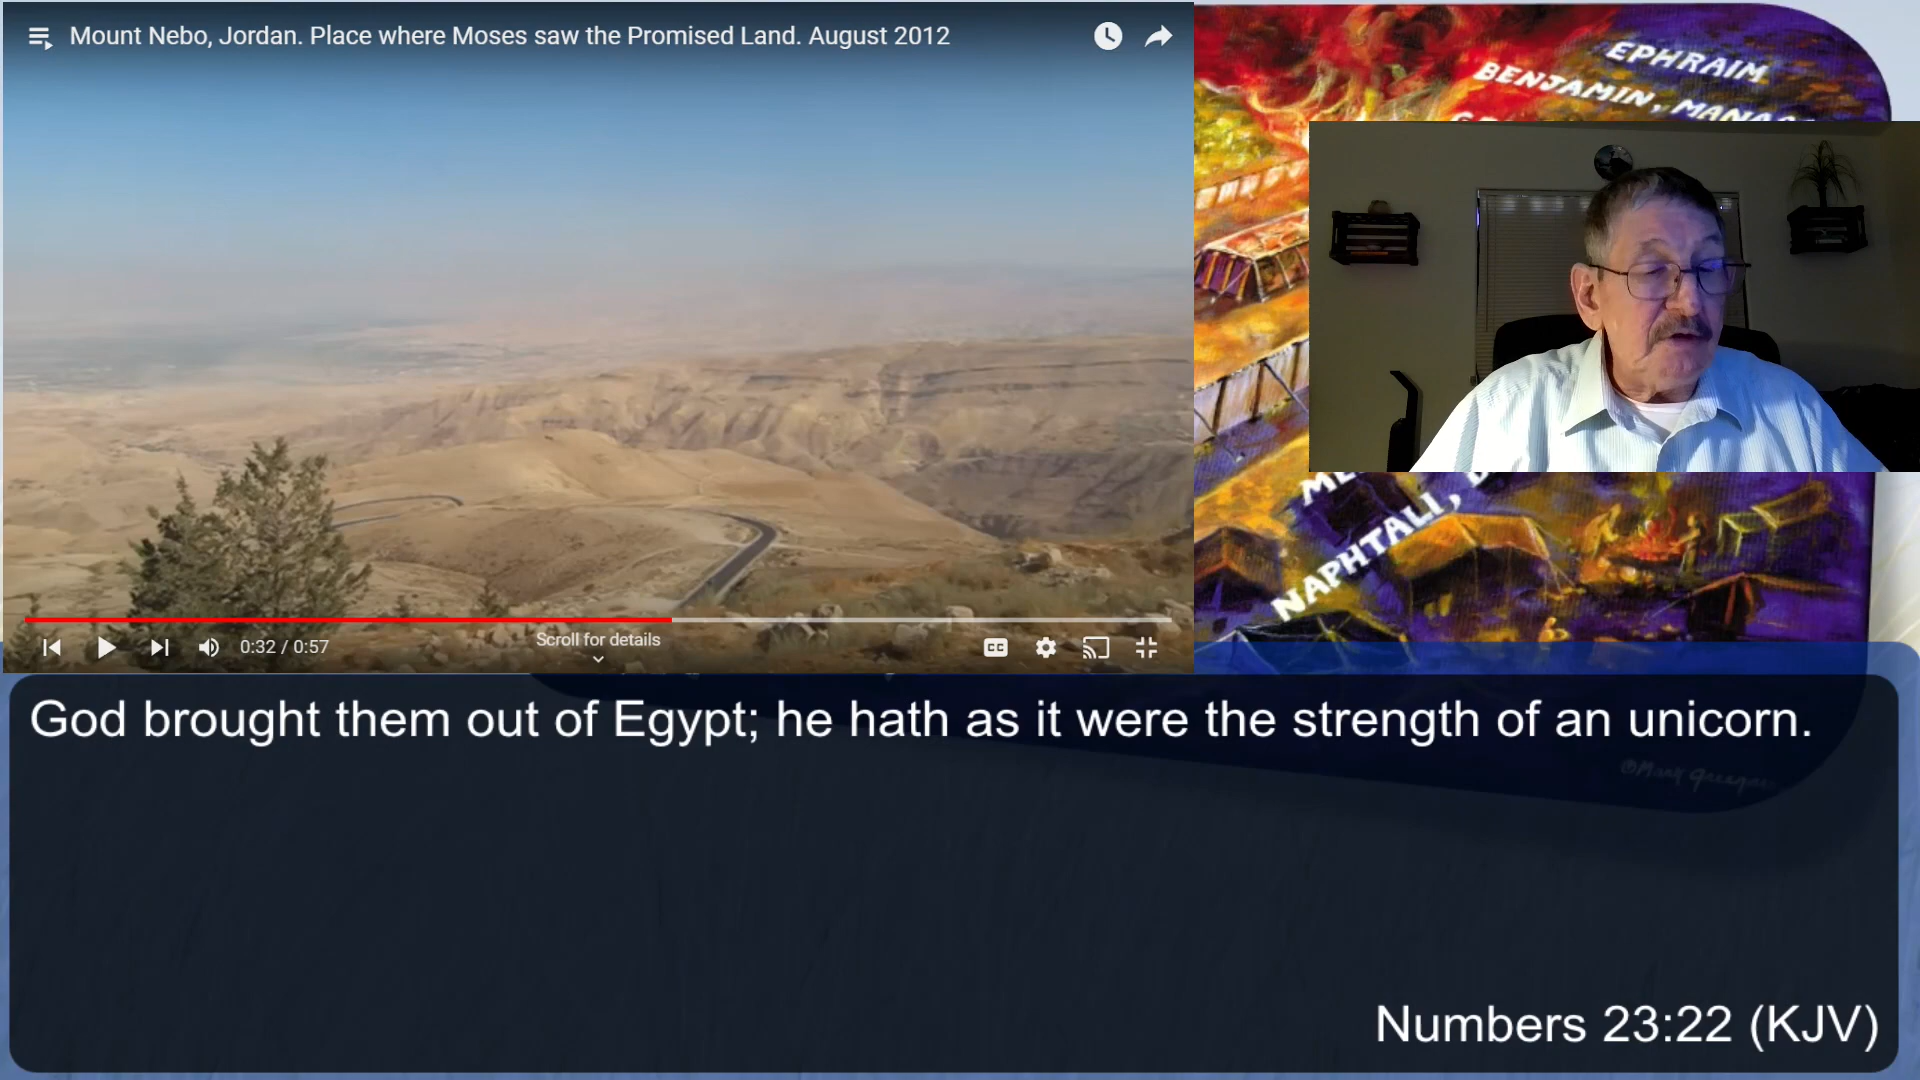 Mount Nebo, Jordan. Place where Moses saw the Promised Land. August 2012
EPHRAIM
BENJAMIN,
NAPHTALI,
0:32 / 0:57
Scroll for details
CC
God brought them out of Egypt; he hath as it were the strength of an unicorn.
Numbers 23:22 (KJV)